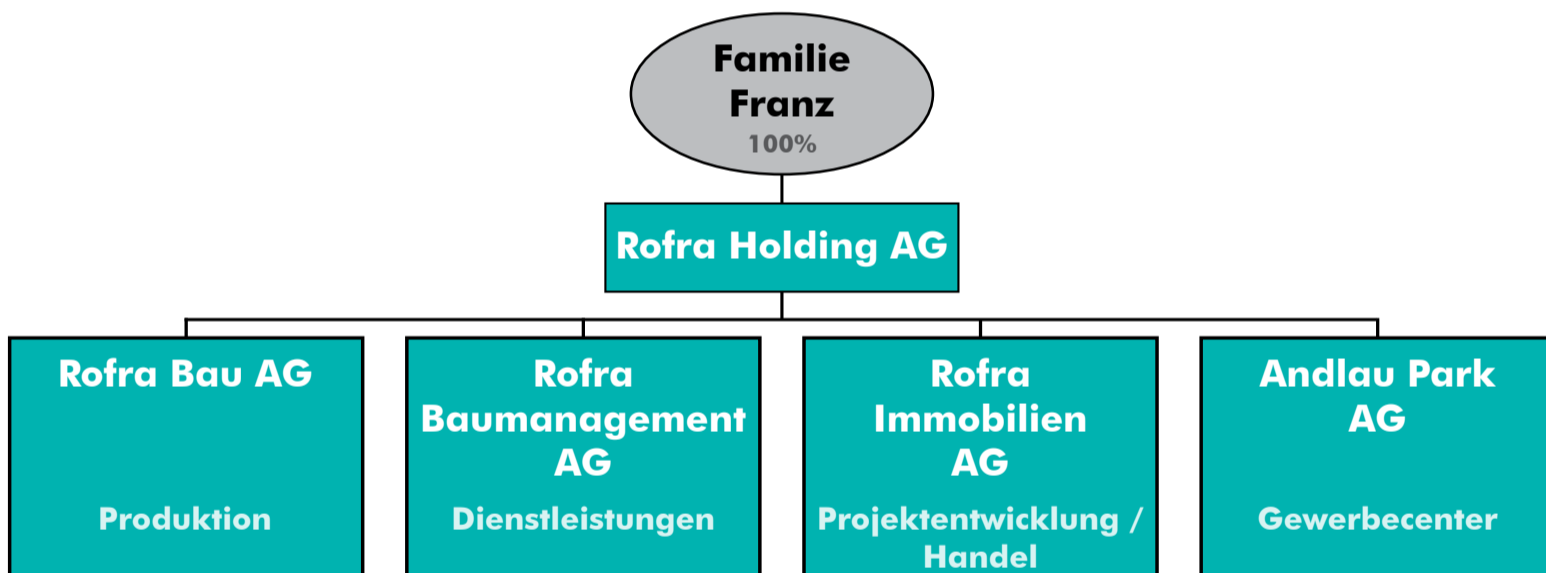 Familie
Franz
100%
Rofra Holding AG
Rofra Bau AG
Produktion
Rofra
Baumanagement
AG
Dienstleistungen
Rofra
Immobilien
AG
Projektentwicklung /
Handel
Andlau Park
AG
Gewerbecenter